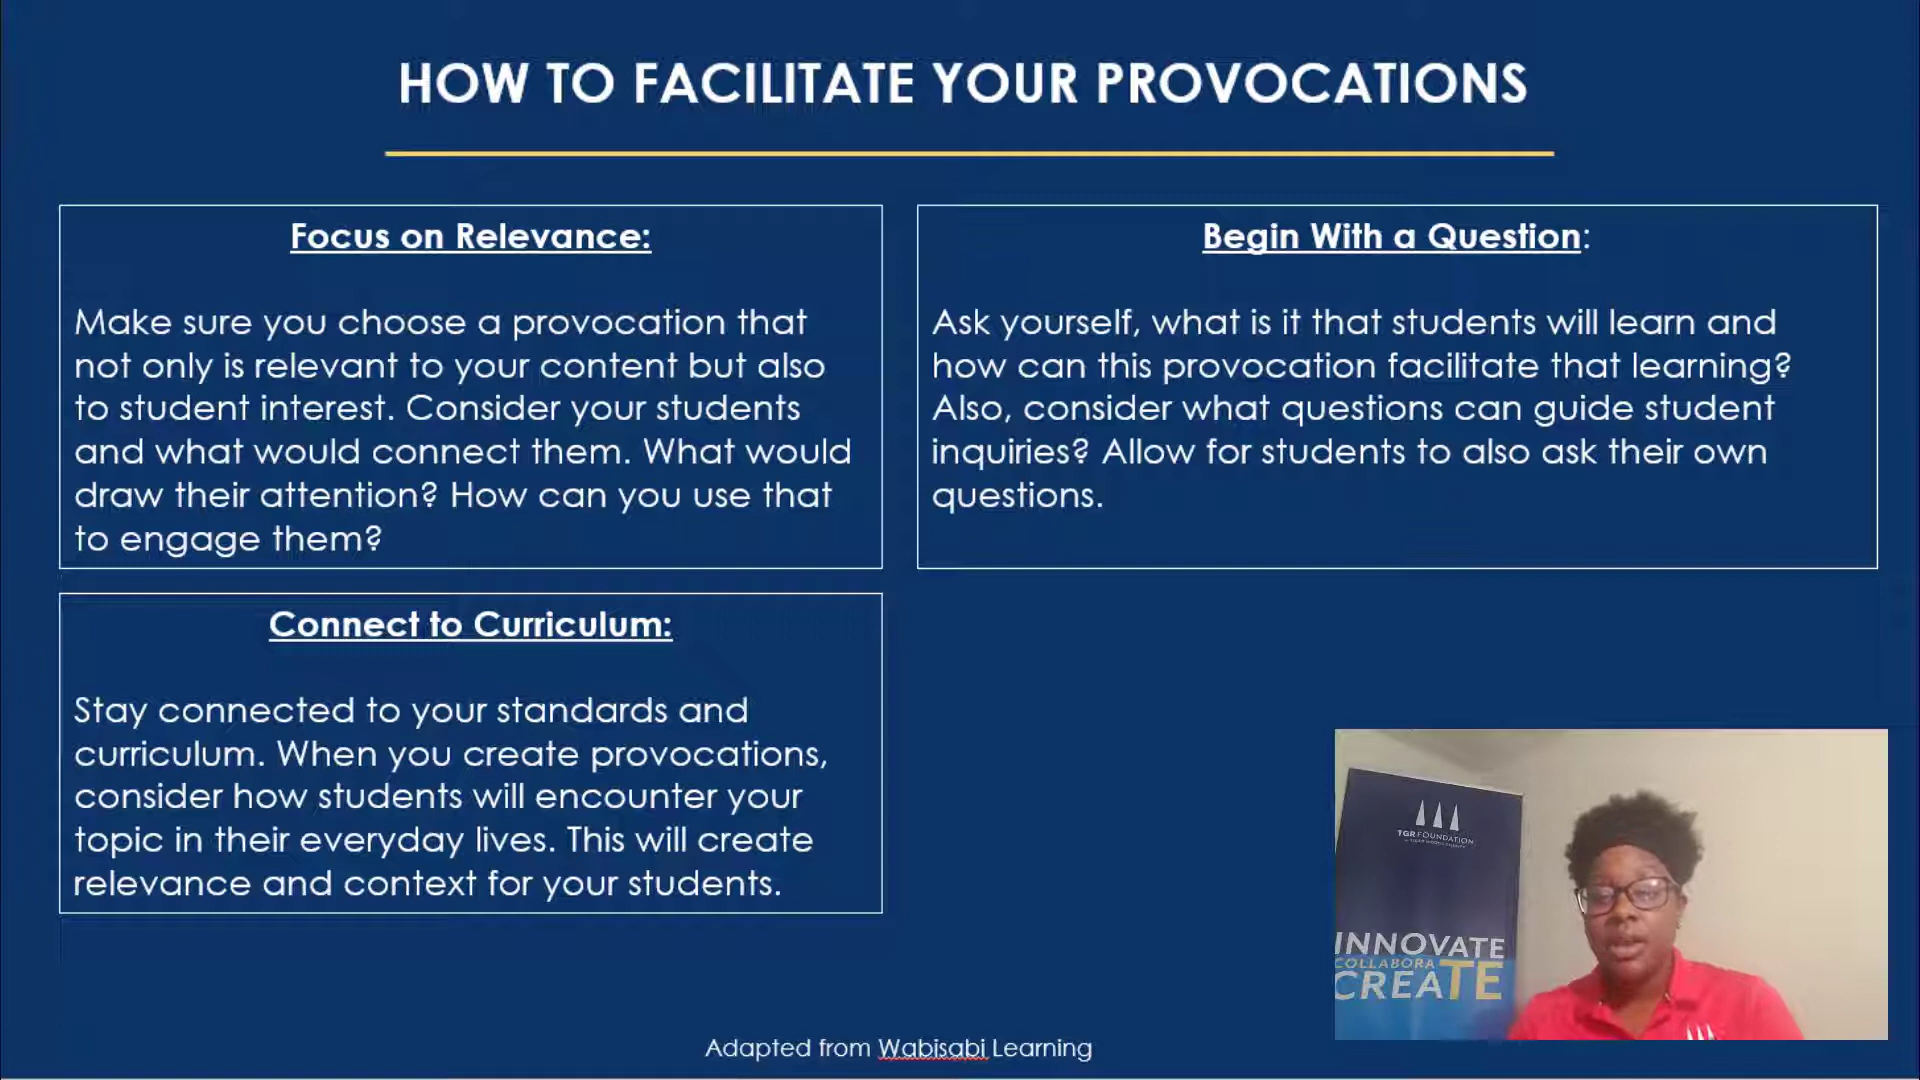 HOW TO FACILITATE YOUR PROVOCATIONS
Focus on Relevance:
Make sure you choose a provocation that
not only is relevant to your content but also
to student interest. Consider your students
and what would connect them. What would
draw their attention? How can you use that
to engage them?
Begin With a Question:
Ask yourself, what is it that students will learn and
how can this provocation facilitate that learning?
Also, consider what questions can guide student
inquiries? Allow for students to also ask their own
questions.
Connect to Curriculum:
Stay connected to your standards and
curriculum. When you create provocations,
consider how students will encounter your
topic in their everyday lives. This will create
relevance and context for your students.
TGR FOUNDATION
INNOVATE
COLLABORA
CREATE
Adapted from Wabisabi Learning